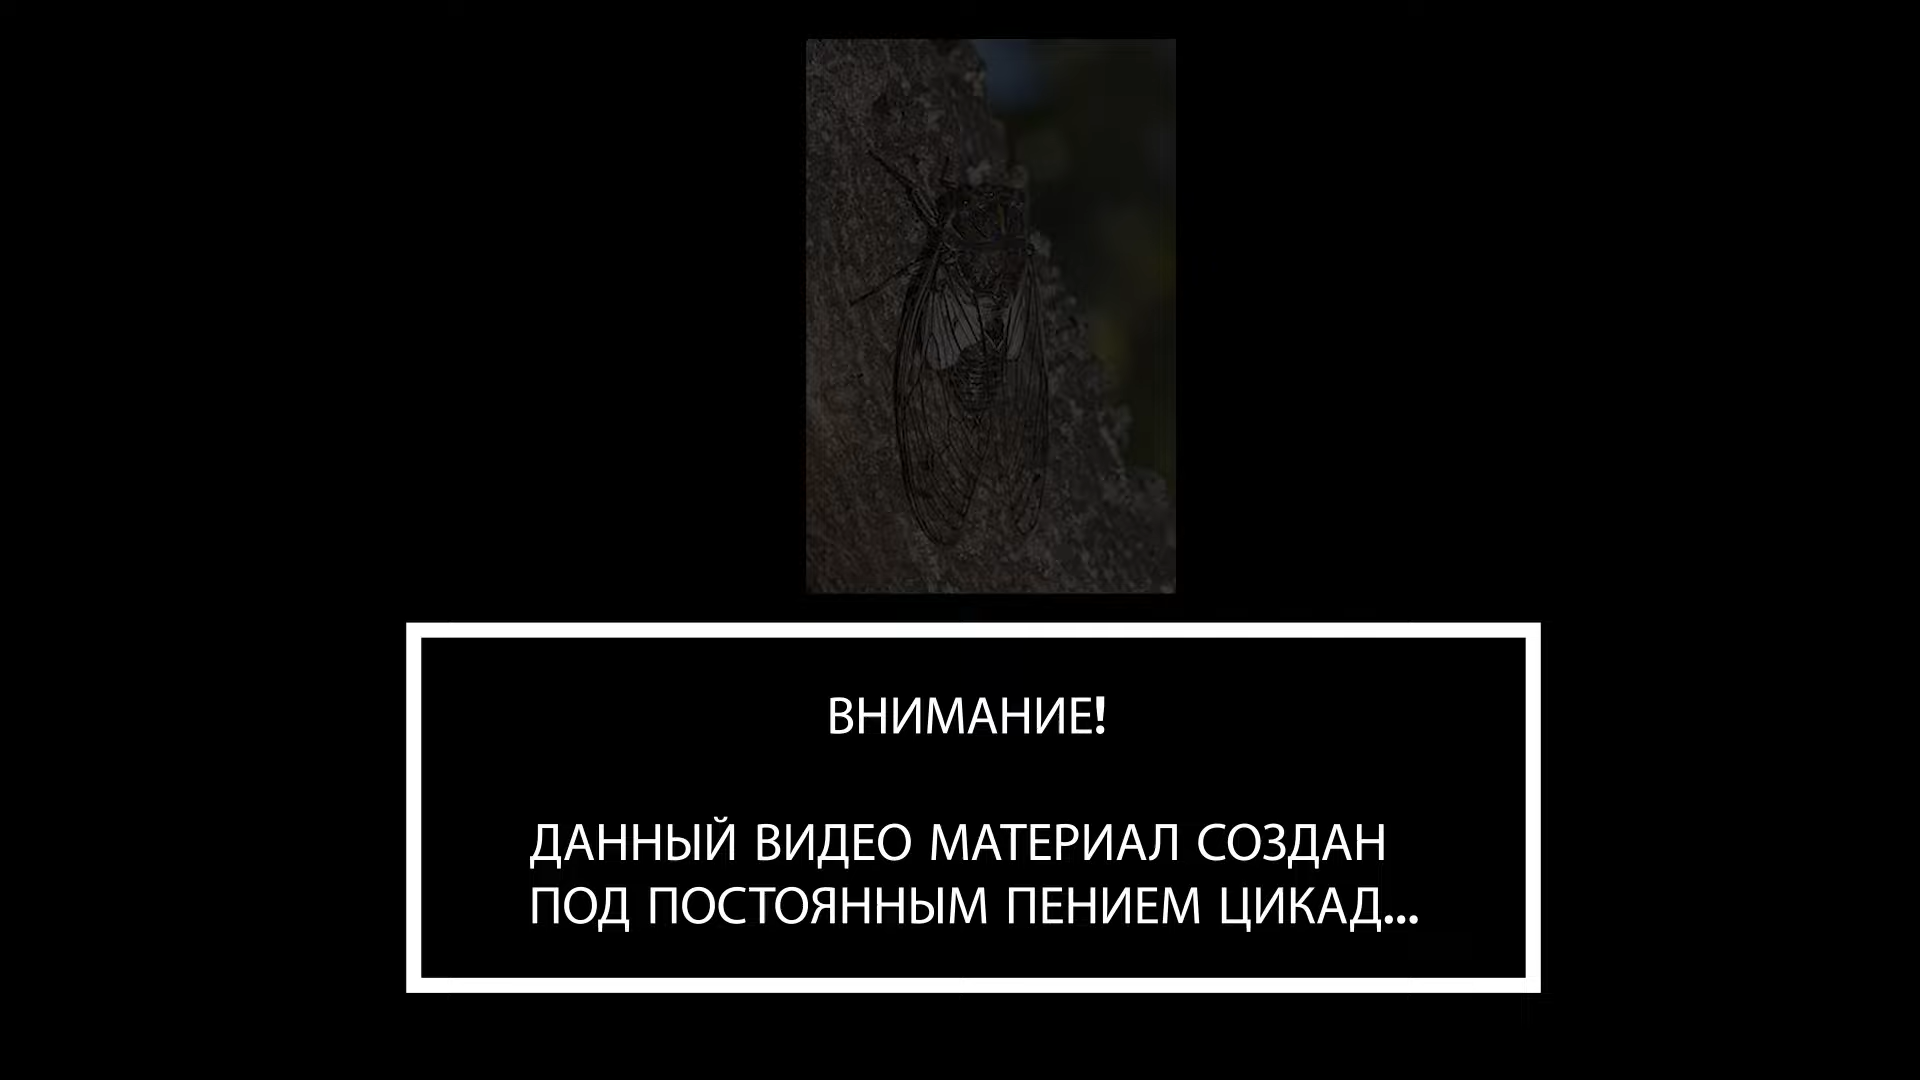 ВНИМАНИЕ!
ДАННЫЙ ВИДЕО МАТЕРИАЛ СОЗДАН
ПОД ПОСТОЯННЫМ ПЕНИЕМ ЦИКАД...